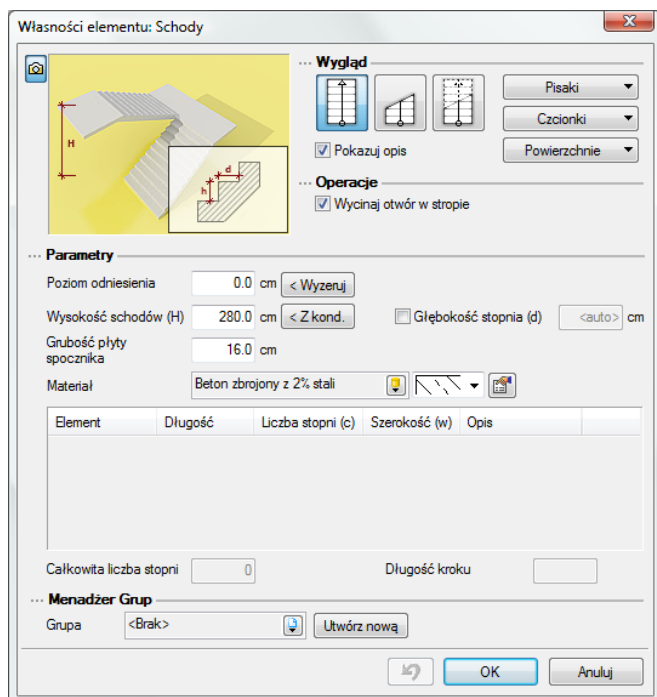 Własności elementu: Schody
Wygląd
Pisaki
Czcionki
Pokazuj opis
Powierzchnie
Operacje
Wycinaj otwór w stropie
H
d
h
Parametry
Poziom odniesienia 0.0 cm < Wyzeruj
Wysokość schodów (H) 280.0 cm < Z kond. Głębokość stopnia (d) <auto> cm
Grubość płyty
spocznika 16.0 cm
Materiał Beton zbrojony z 2% stali
Element Długość Liczba stopni (c) Szerokość (w) Opis
Całkowita liczba stopni 0 Długość kroku
Menadżer Grup
Grupa <Brak> Utwórz nową
OK Anuluj